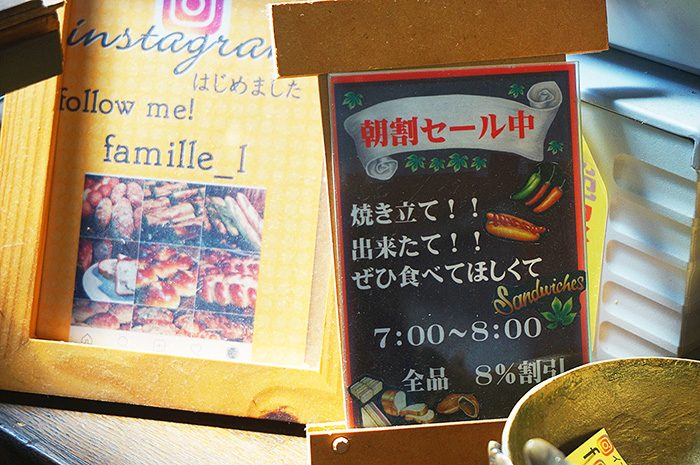 instagram
はじめました
follow me!
famille_l
朝割セール中
焼き立て！！
出来たて！！
ぜひ食べてほしくて
Sandwiches
7:00～8:00
全品 8%割引